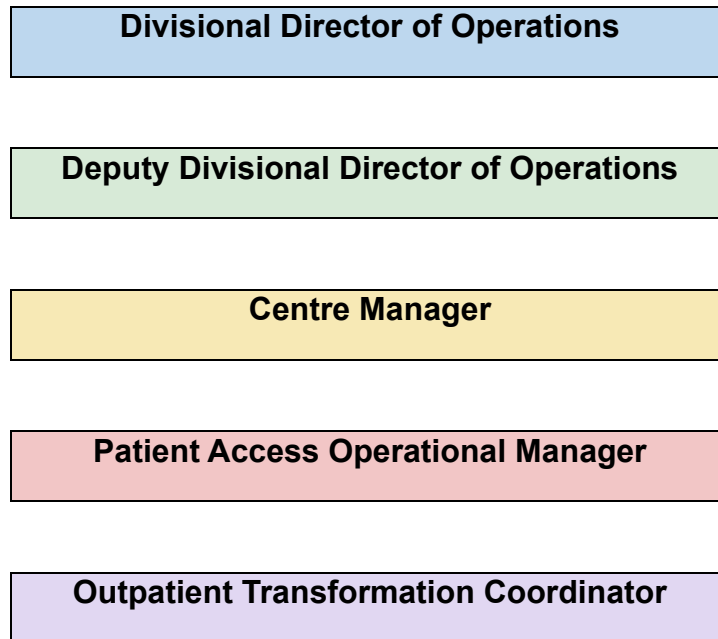 Divisional Director of Operations
Deputy Divisional Director of Operations
Centre Manager
Patient Access Operational Manager
Outpatient Transformation Coordinator